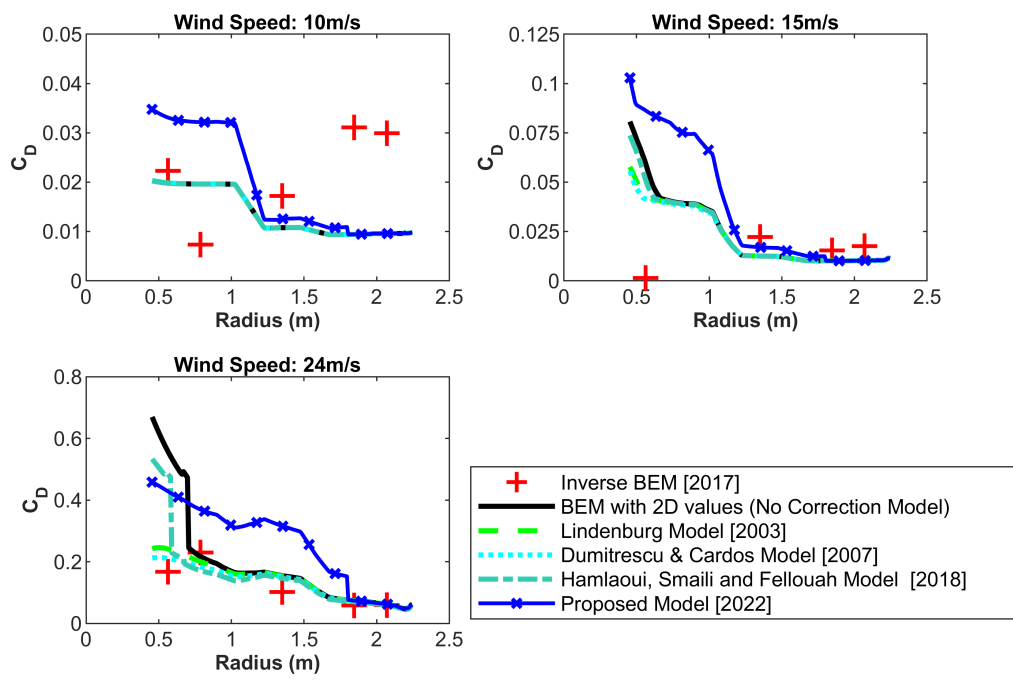 Wind Speed: 10m/s
0.05
0.04
0.03
0.02
0.01
0
C_D
0
0.5
1
1.5
2
2.5
Radius (m)
Wind Speed: 15m/s
0.125
0.1
0.075
0.05
0.025
0
C_D
0
0.5
1
1.5
2
2.5
Radius (m)
Wind Speed: 24m/s
0.8
0.6
0.4
0.2
0
C_D
0
0.5
1
1.5
2
2.5
Radius (m)
Inverse BEM [2017]
BEM with 2D values (No Correction Model)
Lindenburg Model [2003]
Dumitrescu & Cardos Model [2007]
Hamlaoui, Smaili and Fellouah Model [2018]
Proposed Model [2022]